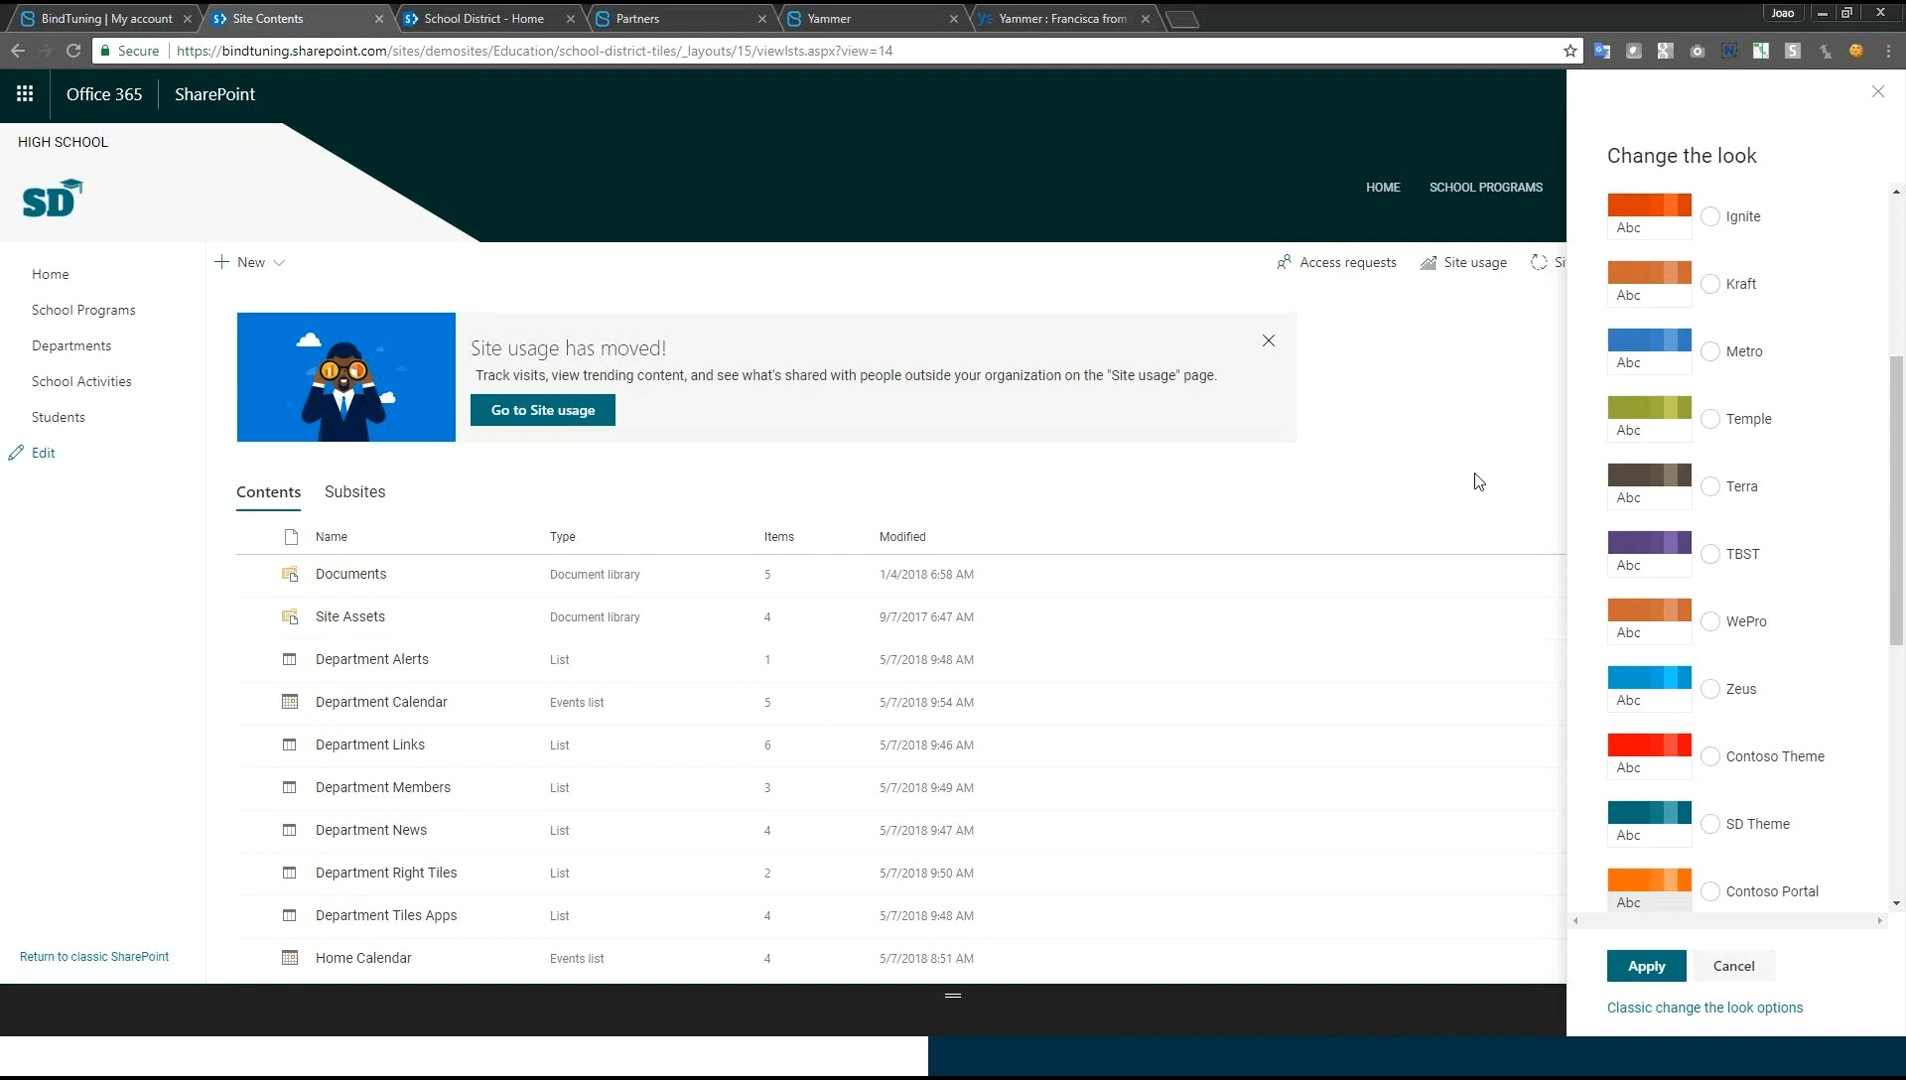 BindTuning | My account
Site Contents
School District - Home
Partners
Yammer
Yammer : Francisca from
Joao
Secure
https://bindtuning.sharepoint.com/sites/demosites/Education/school-district-tiles/_layouts/15/viewlsts.aspx?view=14
Office 365
SharePoint
HIGH SCHOOL
SD
HOME
SCHOOL PROGRAMS
Home
School Programs
Departments
School Activities
Students
Edit
Return to classic SharePoint
New
Access requests
Site usage
Si
Site usage has moved!
Track visits, view trending content, and see what's shared with people outside your organization on the "Site usage" page.
Go to Site usage
Contents Subsites
Name Type Items Modified
Documents Document library 5 1/4/2018 6:58 AM
Site Assets Document library 4 9/7/2017 6:47 AM
Department Alerts List 1 5/7/2018 9:48 AM
Department Calendar Events list 5 5/7/2018 9:54 AM
Department Links List 6 5/7/2018 9:46 AM
Department Members List 3 5/7/2018 9:49 AM
Department News List 4 5/7/2018 9:47 AM
Department Right Tiles List 2 5/7/2018 9:50 AM
Department Tiles Apps List 4 5/7/2018 9:48 AM
Home Calendar Events list 4 5/7/2018 8:51 AM
Change the look
Abc Ignite
Abc Kraft
Abc Metro
Abc Temple
Abc Terra
Abc TBST
Abc WePro
Abc Zeus
Abc Contoso Theme
Abc SD Theme
Abc Contoso Portal
Apply Cancel
Classic change the look options